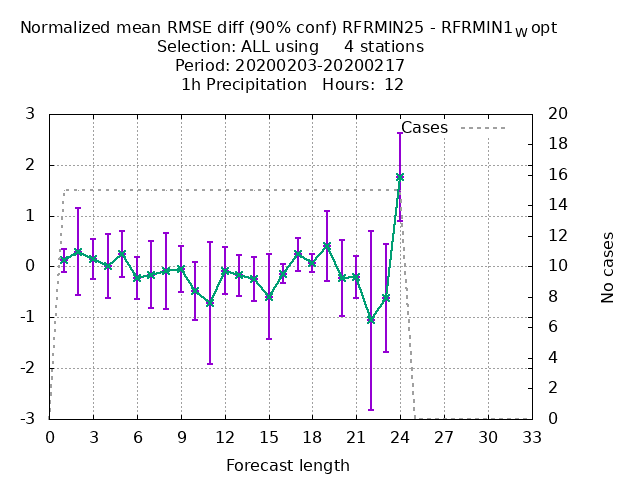 Normalized mean RMSE diff (90% conf) RFRMIN25 - RFRMIN1w opt
Selection: ALL using 4 stations
Period: 20200203-20200217
1h Precipitation Hours: 12
Cases
3
2
1
0
-1
-2
-3
20
18
16
14
12
10
8
6
4
2
0
No cases
0 3 6 9 12 15 18 21 24 27 30 33
Forecast length